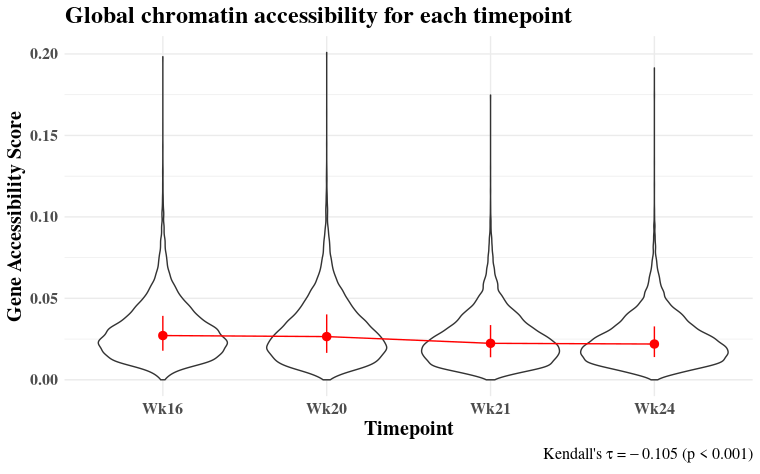 Global chromatin accessibility for each timepoint
Gene Accessibility Score
0.20
0.15
0.10
0.05
0.00
Wk16 Wk20 Wk21 Wk24
Timepoint
Kendall's τ = − 0.105 (p < 0.001)